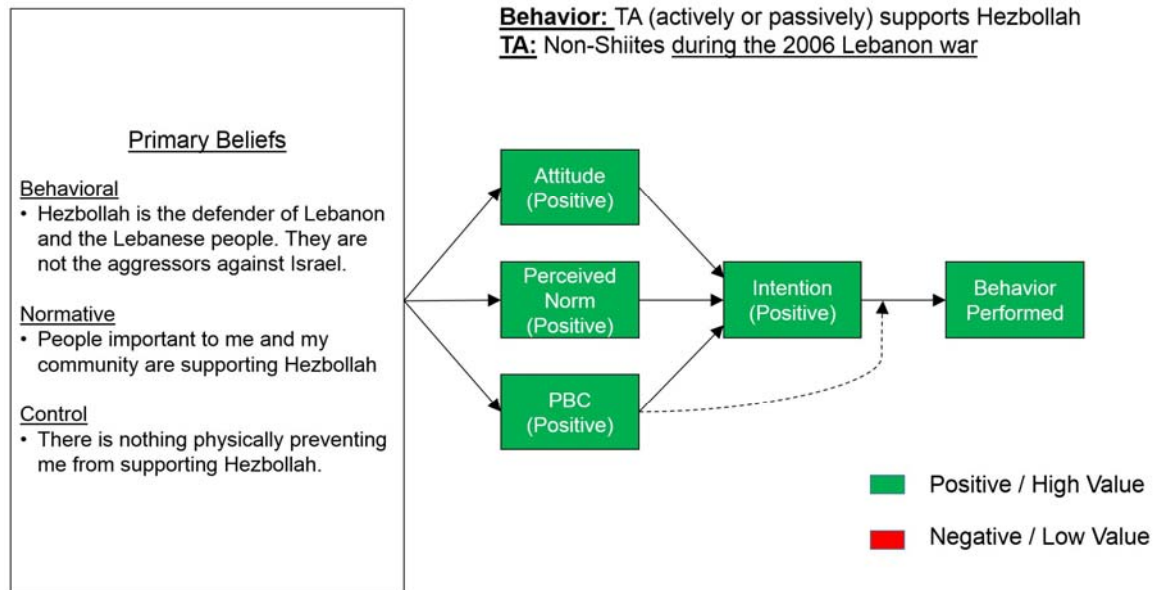 Behavior: TA (actively or passively) supports Hezbollah
TA: Non-Shiites during the 2006 Lebanon war
Primary Beliefs
Behavioral
• Hezbollah is the defender of Lebanon
and the Lebanese people. They are
not the aggressors against Israel.
Normative
• People important to me and my
community are supporting Hezbollah
Control
• There is nothing physically preventing
me from supporting Hezbollah.
Attitude
(Positive)
Perceived
Norm
(Positive)
PBC
(Positive)
Intention
(Positive)
Behavior
Performed
Positive / High Value
Negative / Low Value